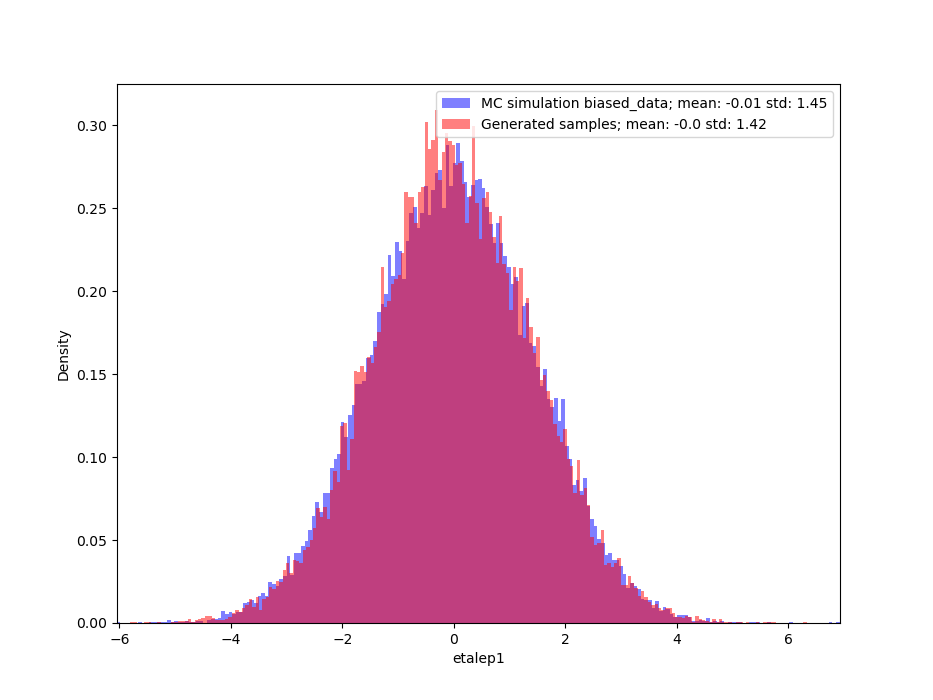 MC simulation biased_data; mean: -0.01 std: 1.45
Generated samples; mean: -0.0 std: 1.42
0.30
0.25
0.20
0.15
0.10
0.05
0.00
Density
−6 −4 −2 0 2 4 6
etalep1